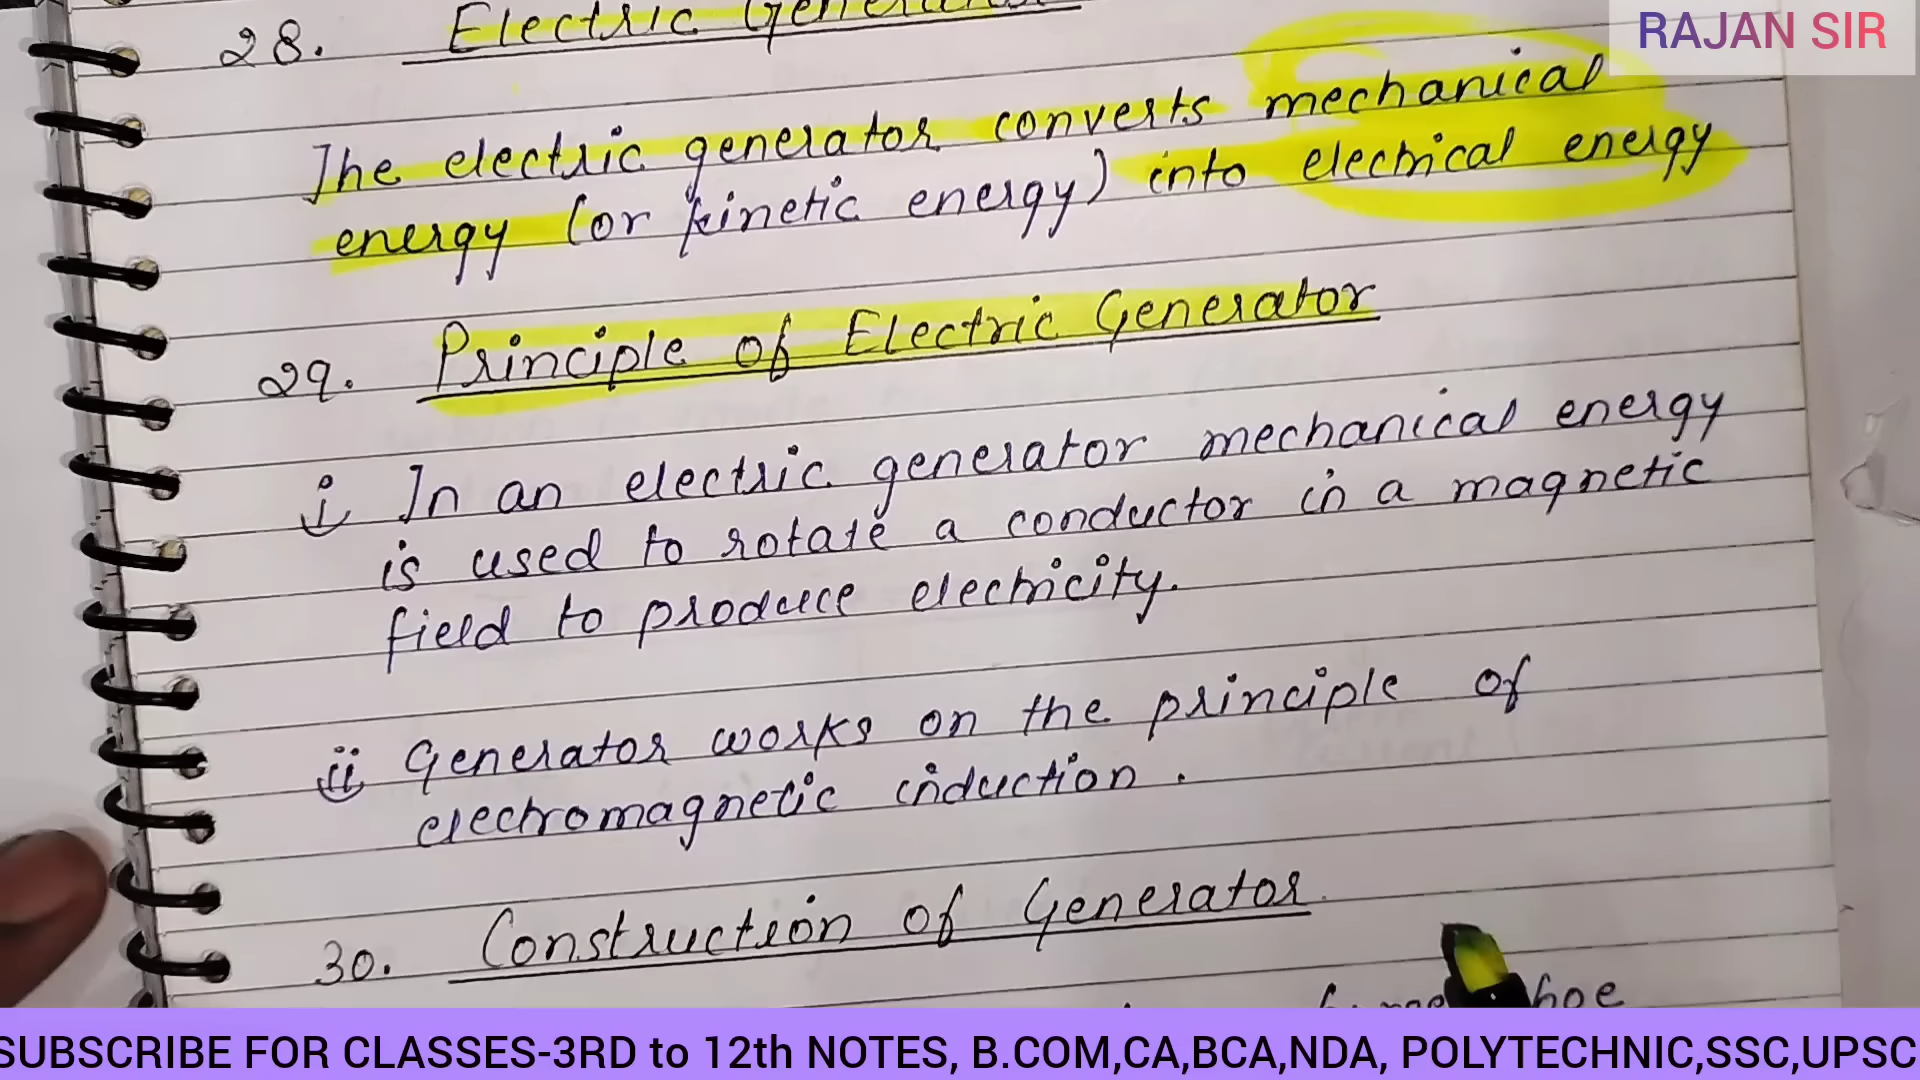 RAJAN SIR
28. Electric Generator
The electric generator converts mechanical
energy (or kinetic energy) into electrical energy
29. Principle of Electric Generator
i In an electric generator mechanical energy
is used to rotate a conductor in a magnetic
field to produce electricity.
ii Generator works on the principle of
electromagnetic induction.
30. Construction of Generator
SUBSCRIBE FOR CLASSES-3RD to 12th NOTES, B.COM,CA,BCA,NDA, POLYTECHNIC,SSC,UPSC